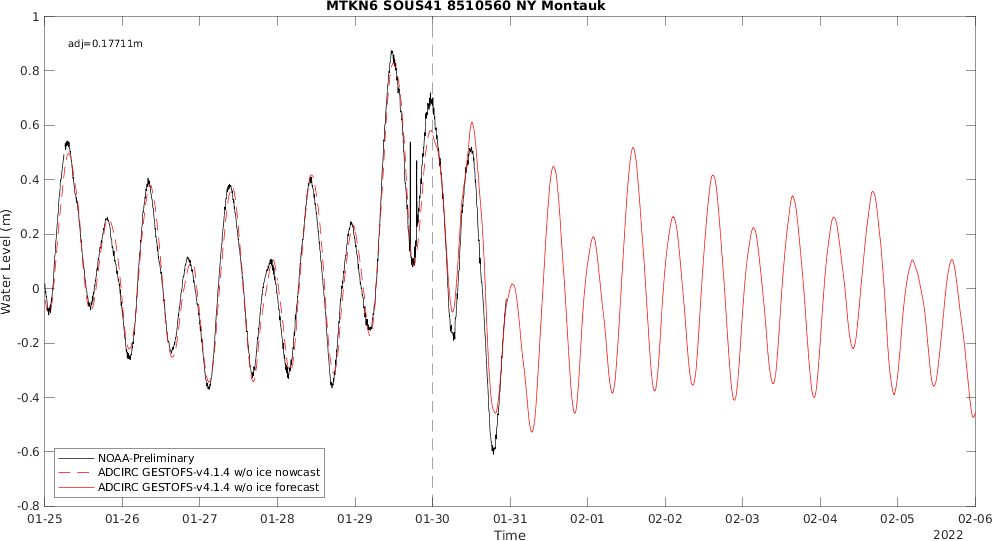 MTKN6 SOUS41 8510560 NY Montauk
adj=0.17711m
1
0.8
0.6
0.4
0.2
0
-0.2
-0.4
-0.6
-0.8
Water Level (m)
NOAA-Preliminary
ADCIRC GESTOFS-v4.1.4 w/o ice nowcast
ADCIRC GESTOFS-v4.1.4 w/o ice forecast
01-25 01-26 01-27 01-28 01-29 01-30 01-31 02-01 02-02 02-03 02-04 02-05 02-06
Time
2022